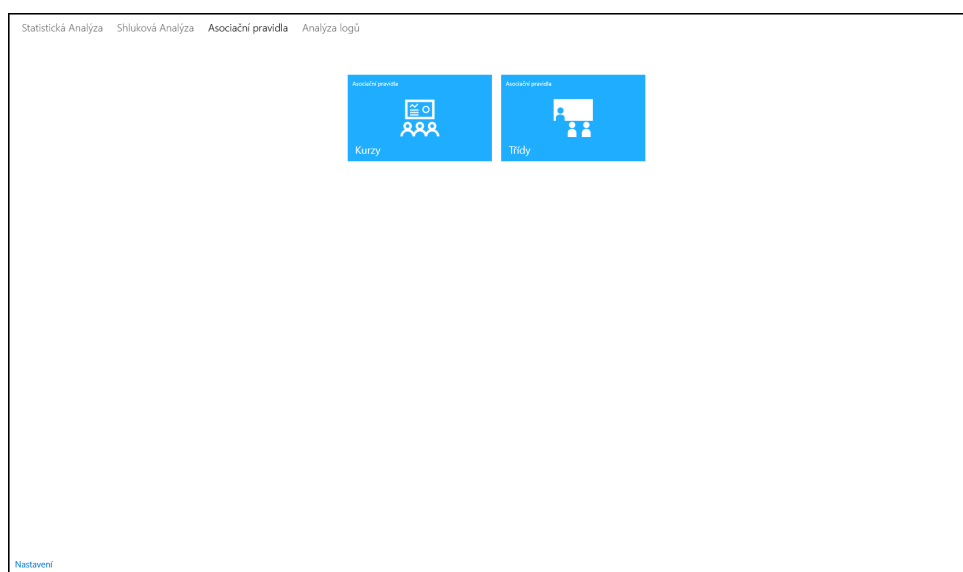 Statistická Analýza Shluková Analýza Asociační pravidla Analýza logů
Asociační pravidla
Kurzy
Asociační pravidla
Třídy
Nastavení